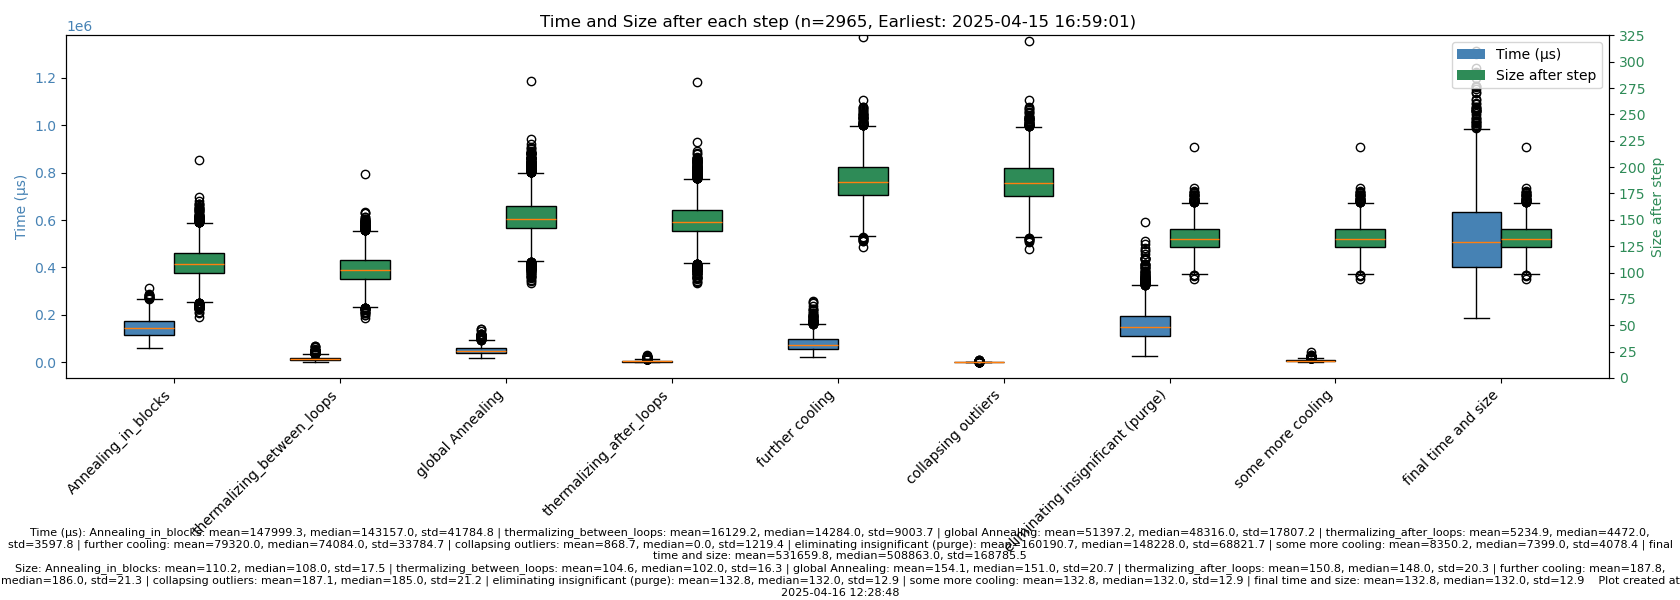 Time and Size after each step (n=2965, Earliest: 2025-04-15 16:59:01)
1e6
Time (µs)
1.2
1.0
0.8
0.6
0.4
0.2
0.0
Time (µs)
Size after step
325
300
275
250
225
200
175
150
125
100
75
50
25
0
Size after step
Annealing_in_blocks
thermalizing_between_loops
global Annealing
thermalizing_after_loops
further cooling
collapsing outliers
eliminating insignificant (purge)
some more cooling
final time and size
Time (µs): Annealing_in_blocks: mean=147999.3, median=143157.0, std=41784.8 | thermalizing_between_loops: mean=16129.2, median=14284.0, std=9003.7 | global Annealing: mean=51397.2, median=48316.0, std=17807.2 | thermalizing_after_loops: mean=5234.9, median=4472.0,
std=3597.8 | further cooling: mean=79320.0, median=74084.0, std=33784.7 | collapsing outliers: mean=868.7, median=0.0, std=1219.4 | eliminating insignificant (purge): mean=160190.7, median=148228.0, std=68821.7 | some more cooling: mean=8350.2, median=7399.0, std=4078.4 | final
time and size: mean=531659.8, median=508863.0, std=168785.5
Size: Annealing_in_blocks: mean=110.2, median=108.0, std=17.5 | thermalizing_between_loops: mean=104.6, median=102.0, std=16.3 | global Annealing: mean=154.1, median=151.0, std=20.7 | thermalizing_after_loops: mean=150.8, median=148.0, std=20.3 | further cooling: mean=187.8,
median=186.0, std=21.3 | collapsing outliers: mean=187.1, median=185.0, std=21.2 | eliminating insignificant (purge): mean=132.8, median=132.0, std=12.9 | some more cooling: mean=132.8, median=132.0, std=12.9 | final time and size: mean=132.8, median=132.0, std=12.9    Plot created at
2025-04-16 12:28:48